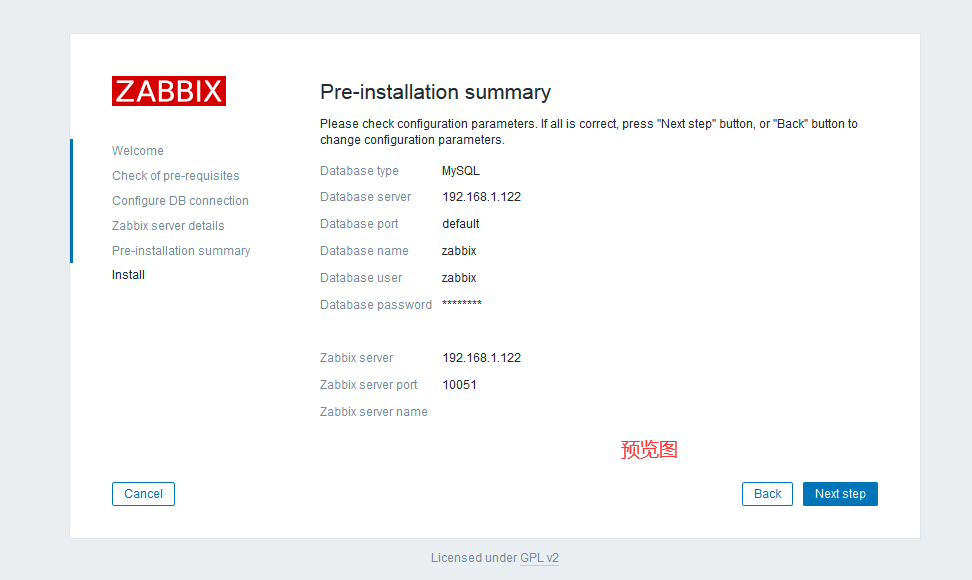 ZABBIX
Welcome
Check of pre-requisites
Configure DB connection
Zabbix server details
Pre-installation summary
Install
Pre-installation summary
Please check configuration parameters. If all is correct, press "Next step" button, or "Back" button to
change configuration parameters.
Database type MySQL
Database server 192.168.1.122
Database port default
Database name zabbix
Database user zabbix
Database password ********
Zabbix server 192.168.1.122
Zabbix server port 10051
Zabbix server name
预览图
Cancel Back Next step
Licensed under GPL v2